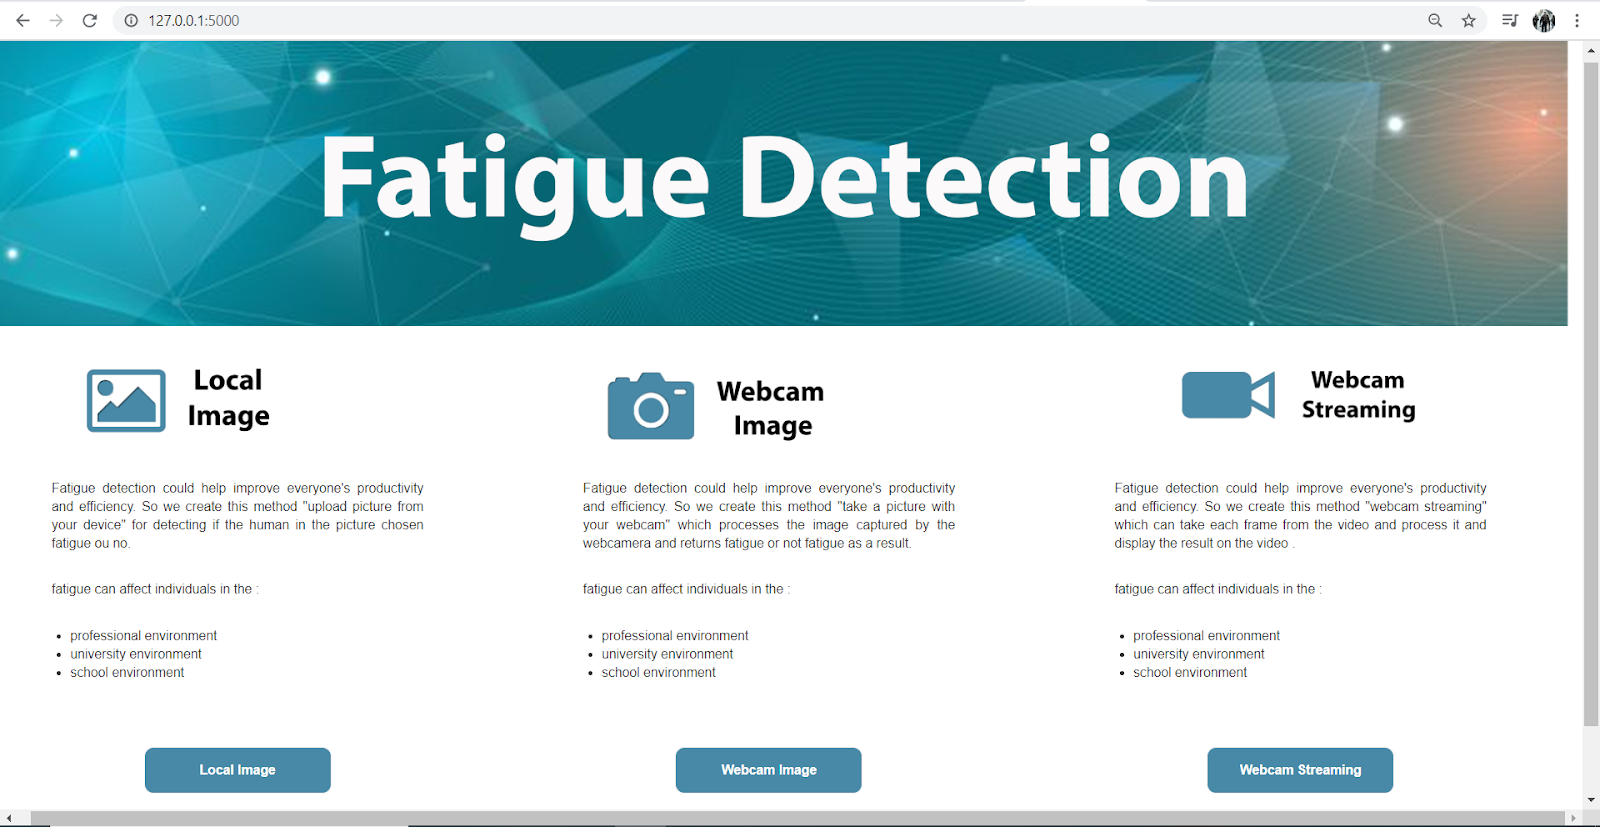 127.0.0.1:5000
Fatigue Detection
Local
Image
Fatigue detection could help improve everyone's productivity
and efficiency. So we create this method "upload picture from
your device" for detecting if the human in the picture chosen
fatigue ou no.
fatigue can affect individuals in the :
professional environment
university environment
school environment
Local Image
Webcam
Image
Fatigue detection could help improve everyone's productivity
and efficiency. So we create this method "take a picture with
your webcam" which processes the image captured by the
webcamera and returns fatigue or not fatigue as a result.
fatigue can affect individuals in the :
professional environment
university environment
school environment
Webcam Image
Webcam
Streaming
Fatigue detection could help improve everyone's productivity
and efficiency. So we create this method "webcam streaming"
which can take each frame from the video and process it and
display the result on the video .
fatigue can affect individuals in the :
professional environment
university environment
school environment
Webcam Streaming